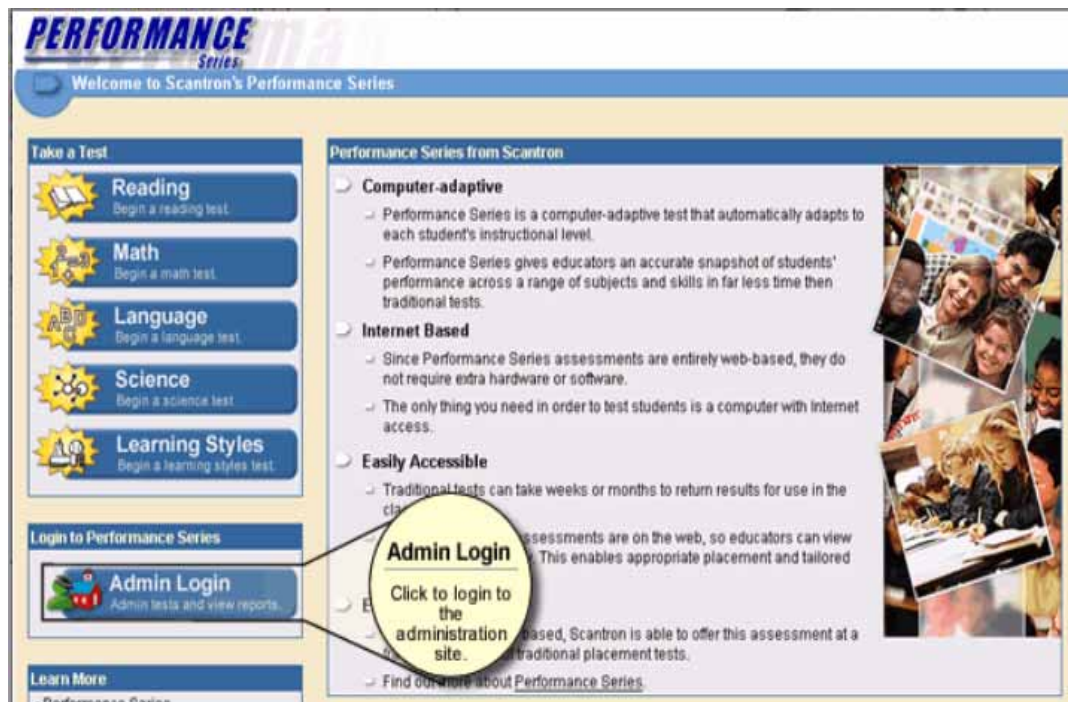 PERFORMANCE
Series
Welcome to Scantron's Performance Series
Take a Test
Reading
Begin a reading test.
Math
Begin a math test.
Language
Begin a language test.
Science
Begin a science test
Learning Styles
Begin a learning styles test.
Login to Performance Series
Admin Login
Admin tests and view reports.
Learn More
Performance Series
Performance Series from Scantron
Computer-adaptive
Performance Series is a computer-adaptive test that automatically adapts to
each student's instructional level.
Performance Series gives educators an accurate snapshot of students'
performance across a range of subjects and skills in far less time then
traditional tests.
Internet Based
Since Performance Series assessments are entirely web-based, they do
not require extra hardware or software.
The only thing you need in order to test students is a computer with Internet
access.
Easily Accessible
Traditional tests can take weeks or months to return results for use in the
assessments are on the web, so educators can view
This enables appropriate placement and tailored
based, Scantron is able to offer this assessment at a
traditional placement tests.
Find out more about Performance Series.
Admin Login
Click to login to
the
administration
site.